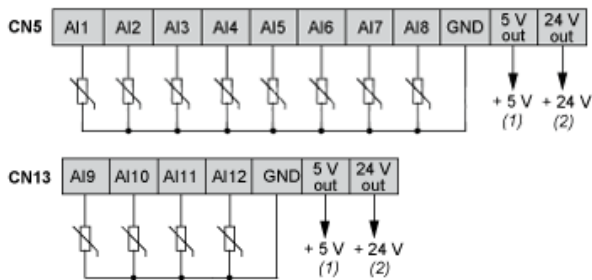 CN5 AI1 AI2 AI3 AI4 AI5 AI6 AI7 AI8 GND 5 V out 24 V out
+ 5 V + 24 V
(1) (2)
CN13 AI9 AI10 AI11 AI12 GND 5 V out 24 V out
+ 5 V + 24 V
(1) (2)